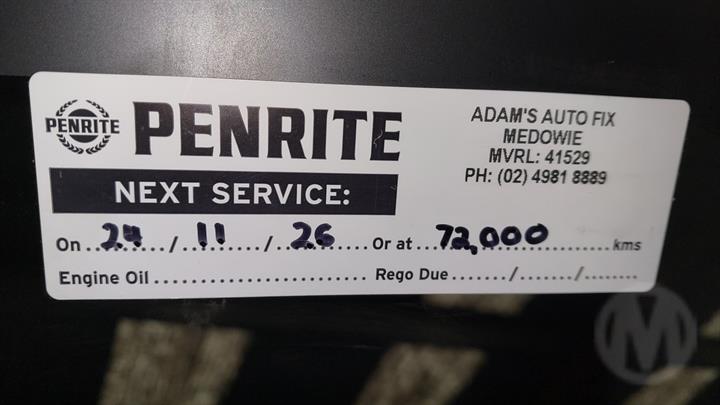 PENRITE
PENRITE
ADAM'S AUTO FIX
MEDOWIE
MVRL: 41529
PH: (02) 4981 8889
NEXT SERVICE:
On 24 / 11 / 26 Or at 72,000 kms
Engine Oil.................................... Rego Due....../......./.......
M